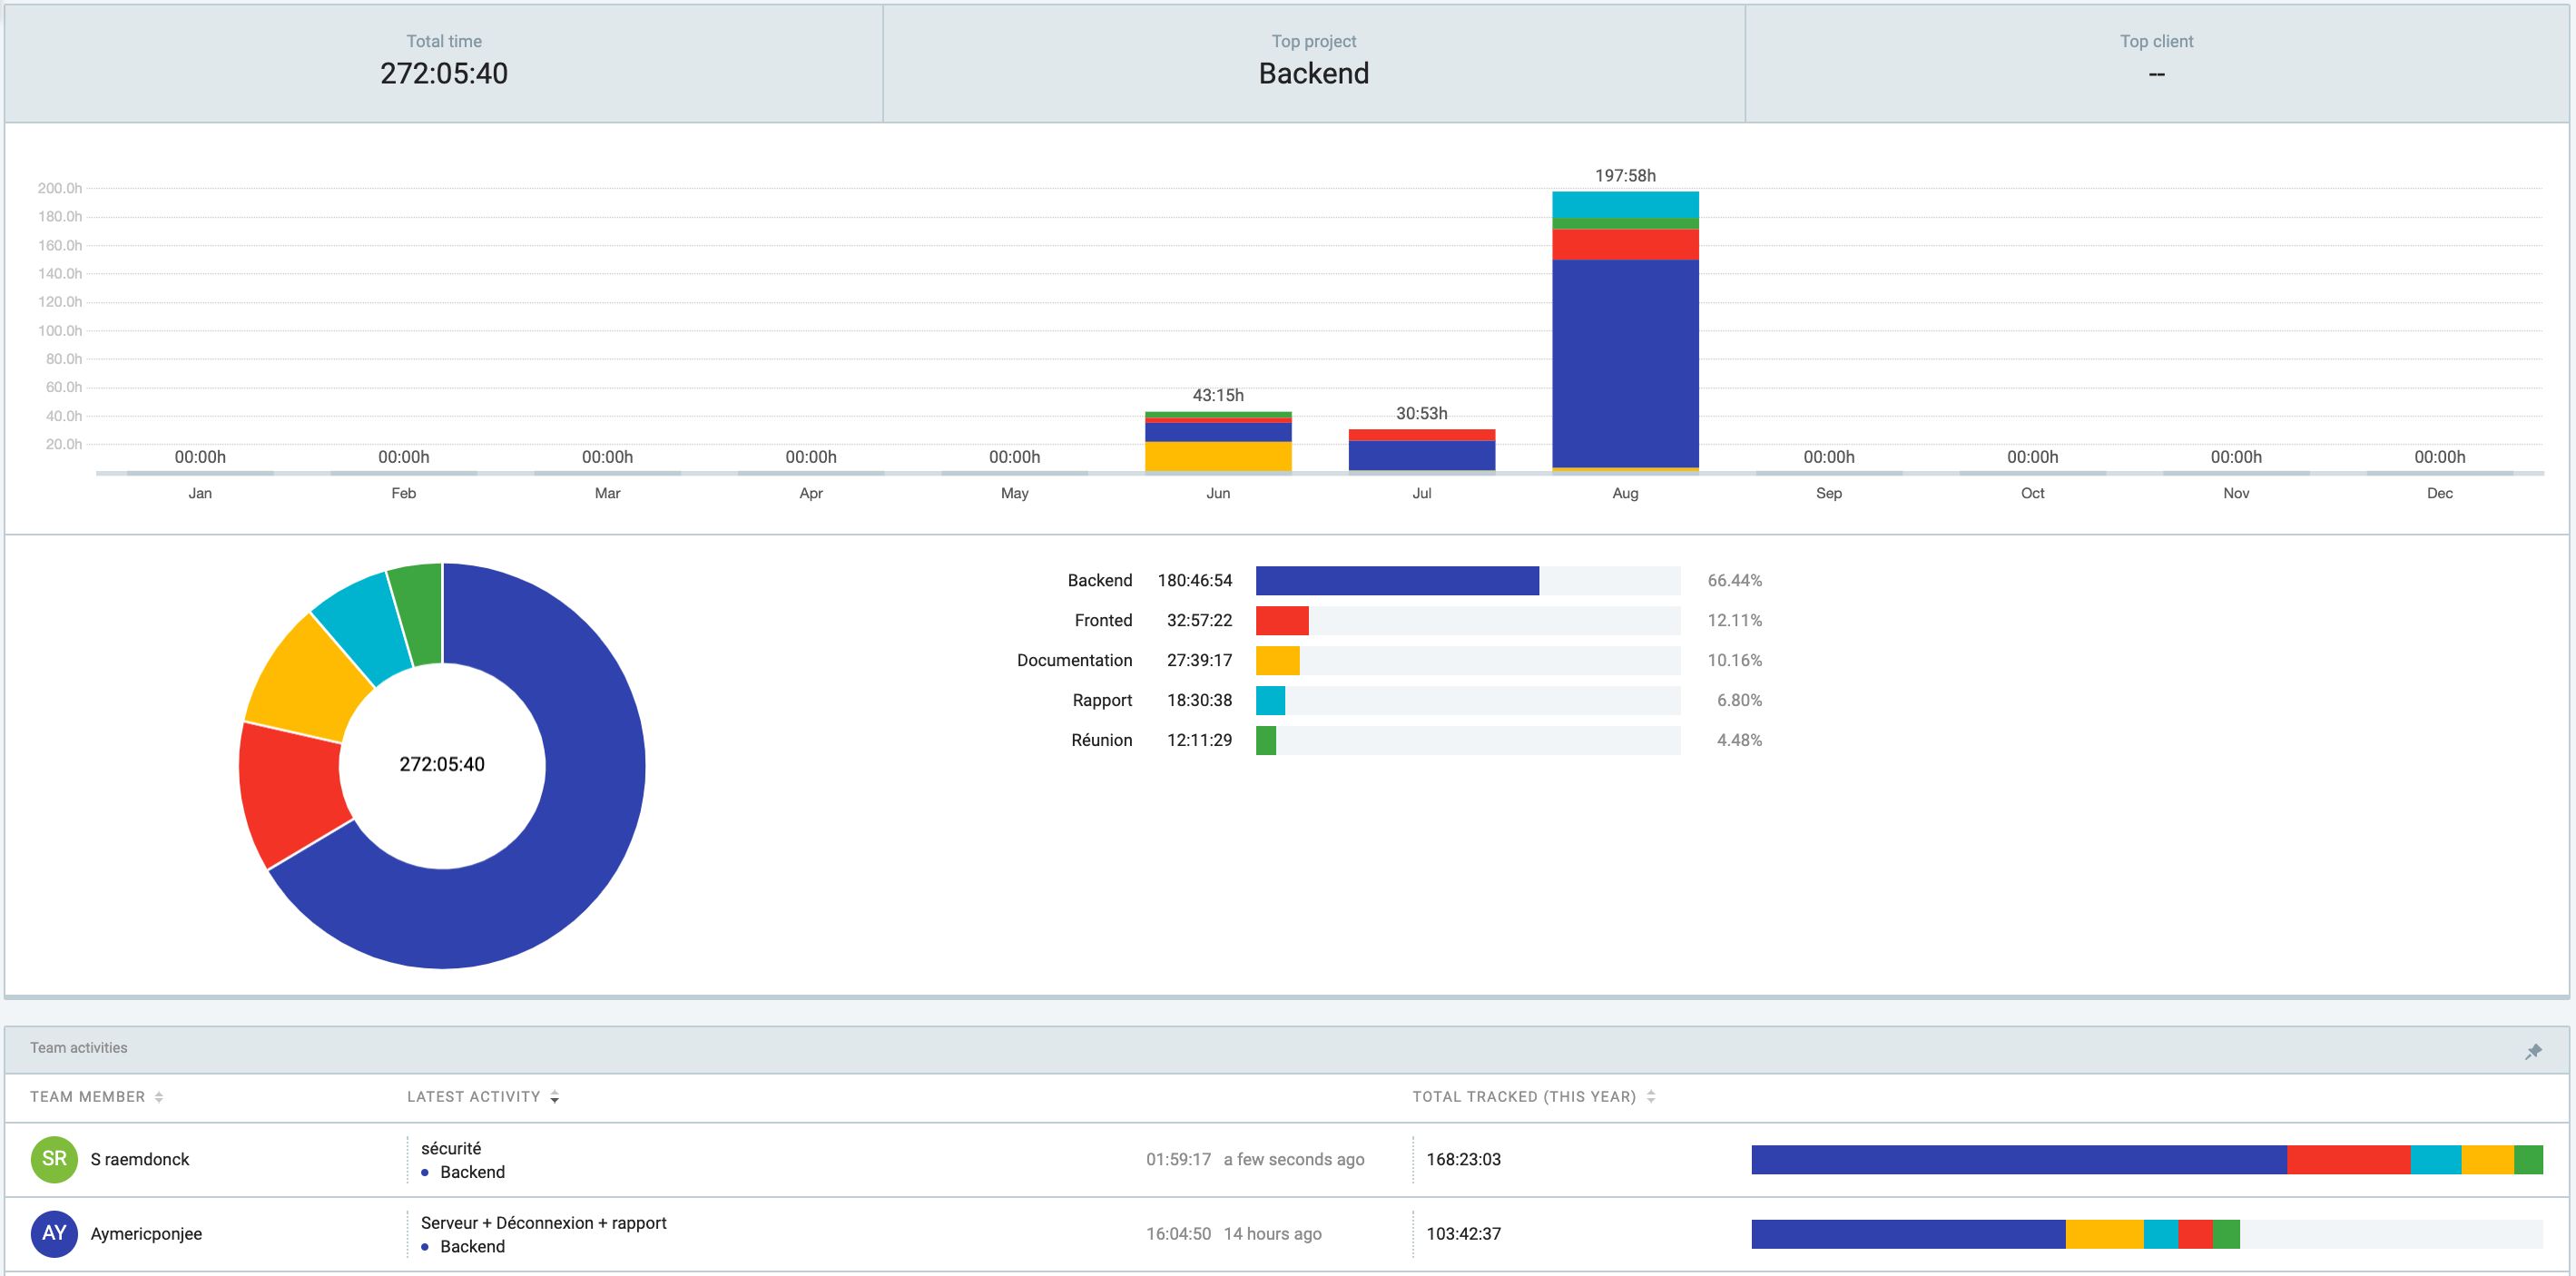 Total time
272:05:40
Top project
Backend
Top client
--
200.0h
180.0h
160.0h
140.0h
120.0h
100.0h
80.0h
60.0h
40.0h
20.0h
00:00h
00:00h
00:00h
00:00h
00:00h
43:15h
30:53h
197:58h
00:00h
00:00h
00:00h
00:00h
Jan
Feb
Mar
Apr
May
Jun
Jul
Aug
Sep
Oct
Nov
Dec
272:05:40
Backend 180:46:54 66.44%
Fronted 32:57:22 12.11%
Documentation 27:39:17 10.16%
Rapport 18:30:38 6.80%
Réunion 12:11:29 4.48%
Team activities
TEAM MEMBER LATEST ACTIVITY TOTAL TRACKED (THIS YEAR)
SR S raemdonck
sécurité
Backend
01:59:17 a few seconds ago
168:23:03
AY Aymericponjee
Serveur + Déconnexion + rapport
Backend
16:04:50 14 hours ago
103:42:37